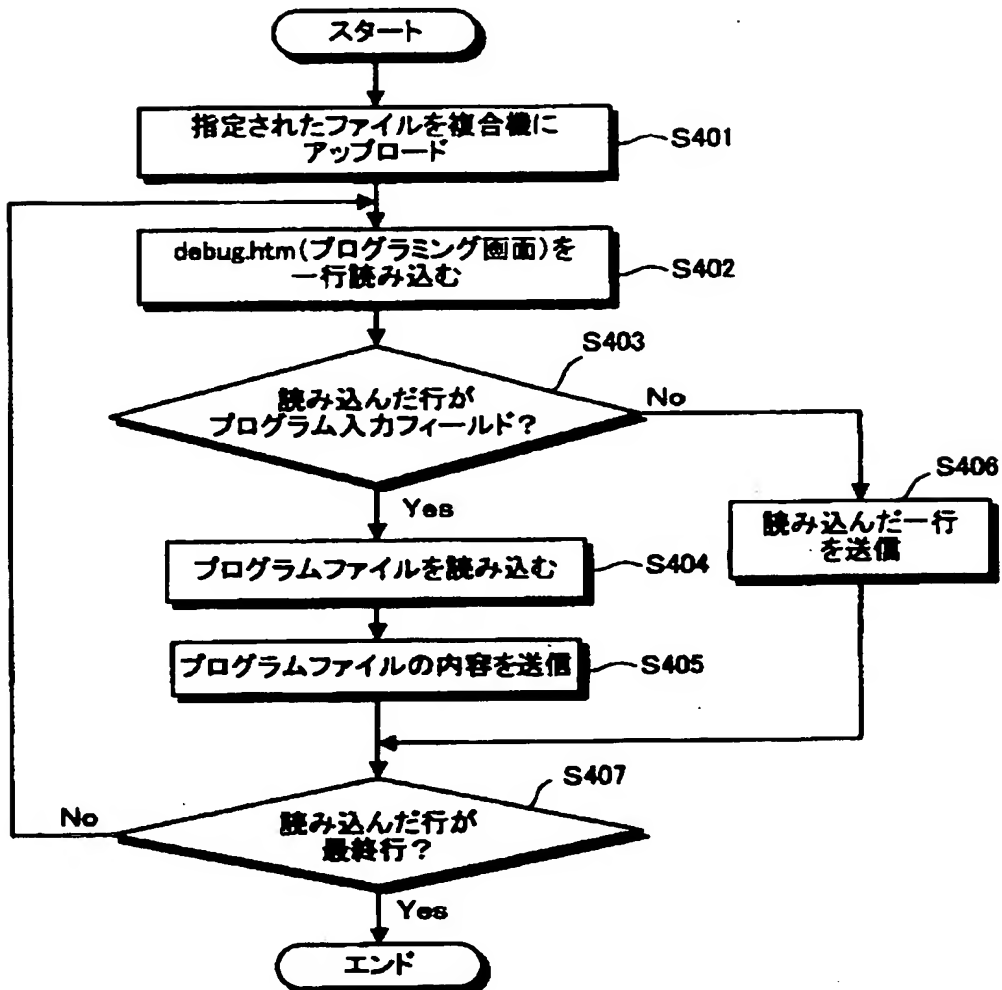 スタート
指定されたファイルを複合機に
アップロード
S401
debug.htm(プログラミング画面)を
一行読み込む
S402
S403
読み込んだ行が
プログラム入力フィールド?
No
Yes
S406
読み込んだ一行
を送信
プログラムファイルを読み込む
S404
プログラムファイルの内容を送信
S405
S407
読み込んだ行が
最終行?
No
Yes
エンド